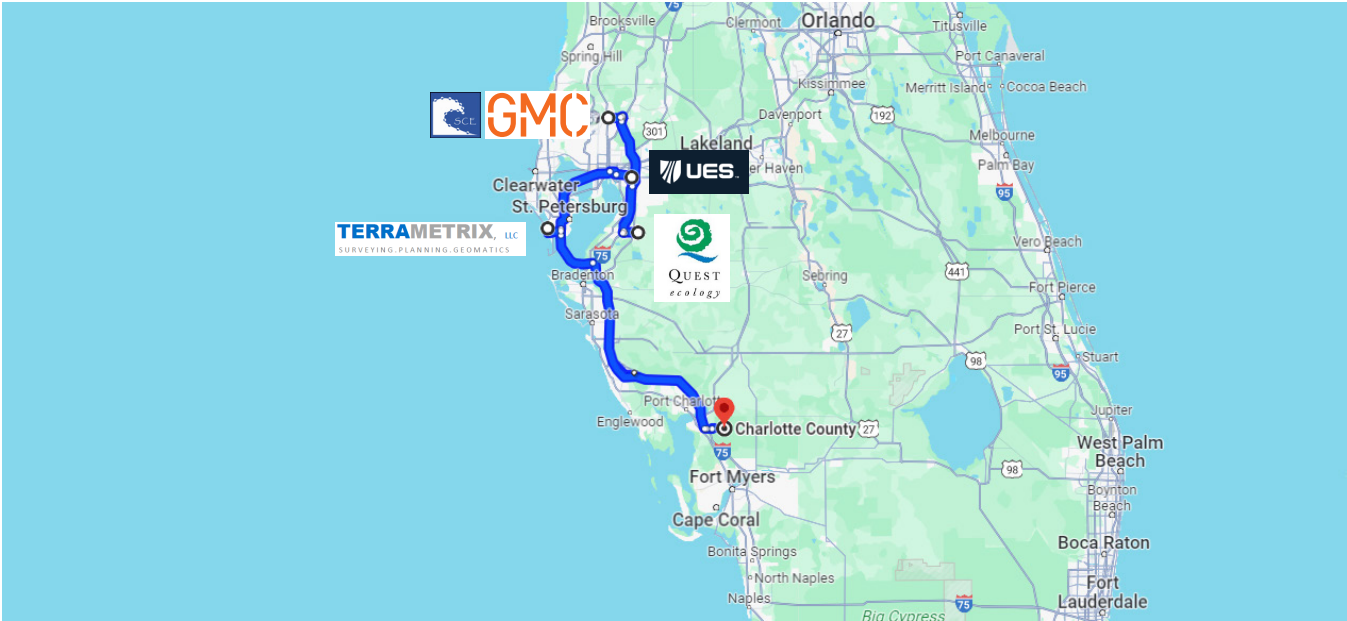 75
Brooksville
Clermont
Orlando
Titusville
Spring Hill
Port Canaveral
Kissimmee
Merritt Island
Cocoa Beach
SCE
GMC
Davenport
192
301
Melbourne
Lakeland
Palm Bay
UES
er Haven
Clearwater
95
St. Petersburg
TERRAMETRIX, LLC
SURVEYING.PLANNING.GEOMATICS
QUEST
ecology
Vero Beach
75
441
Bradenton
Sebring
Fort Pierce
Sarasota
Port St. Lucie
27
98
Stuart
95
Port Charlott
Jupiter
Englewood
Charlotte County
27
West Palm
Beach
75
98
Fort Myers
Boynton
Beach
Cape Coral
Boca Raton
Bonita Springs
North Naples
Fort
Lauderdale
Naples
75
Big Cypress